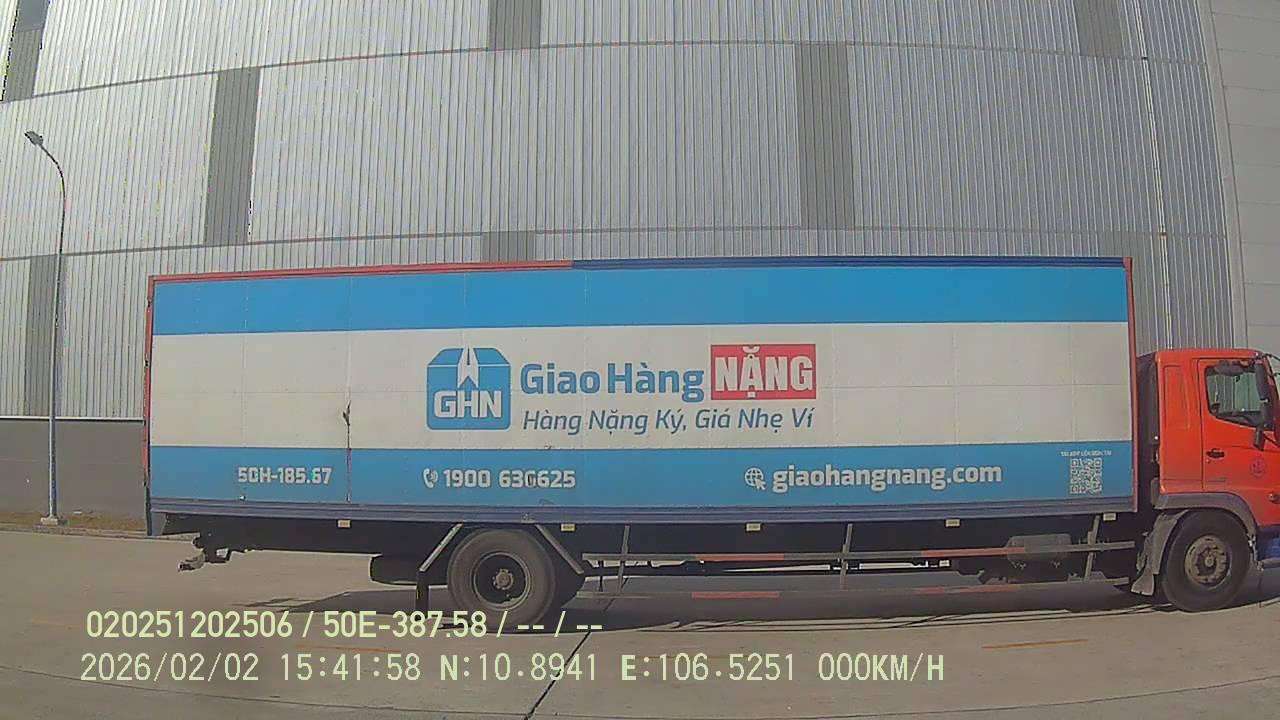 GHN
Giao Hàng NẶNG
Hàng Nặng Ký, Giá Nhẹ Ví
50H-185.67
1900 636625
giaohangnang.com
020251202506 / 50E-387.58 / -- / --
2026/02/02 15:41:58 N:10.8941 E:106.5251 000KM/H